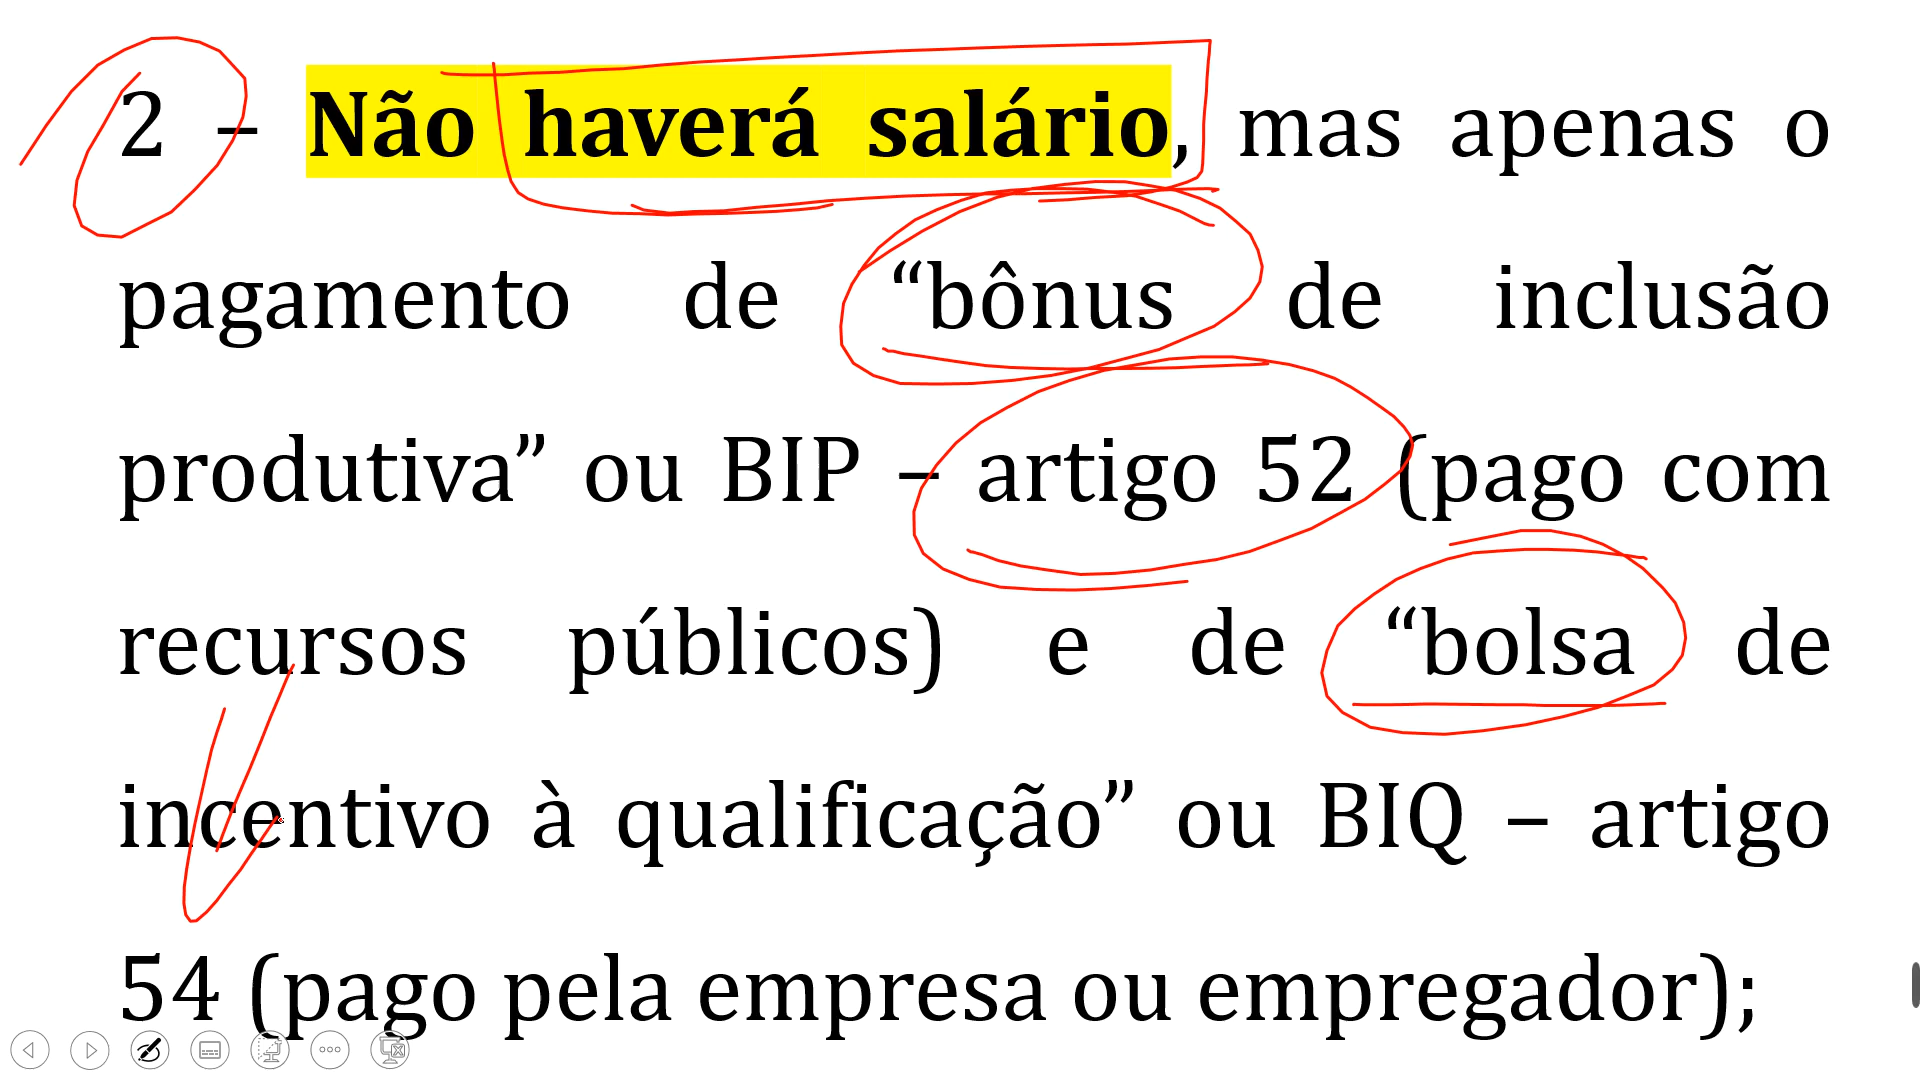 2 – Não haverá salário, mas apenas o
pagamento de “bônus de inclusão
produtiva” ou BIP – artigo 52 (pago com
recursos públicos) e de “bolsa de
incentivo à qualificação” ou BIQ – artigo
54 (pago pela empresa ou empregador);